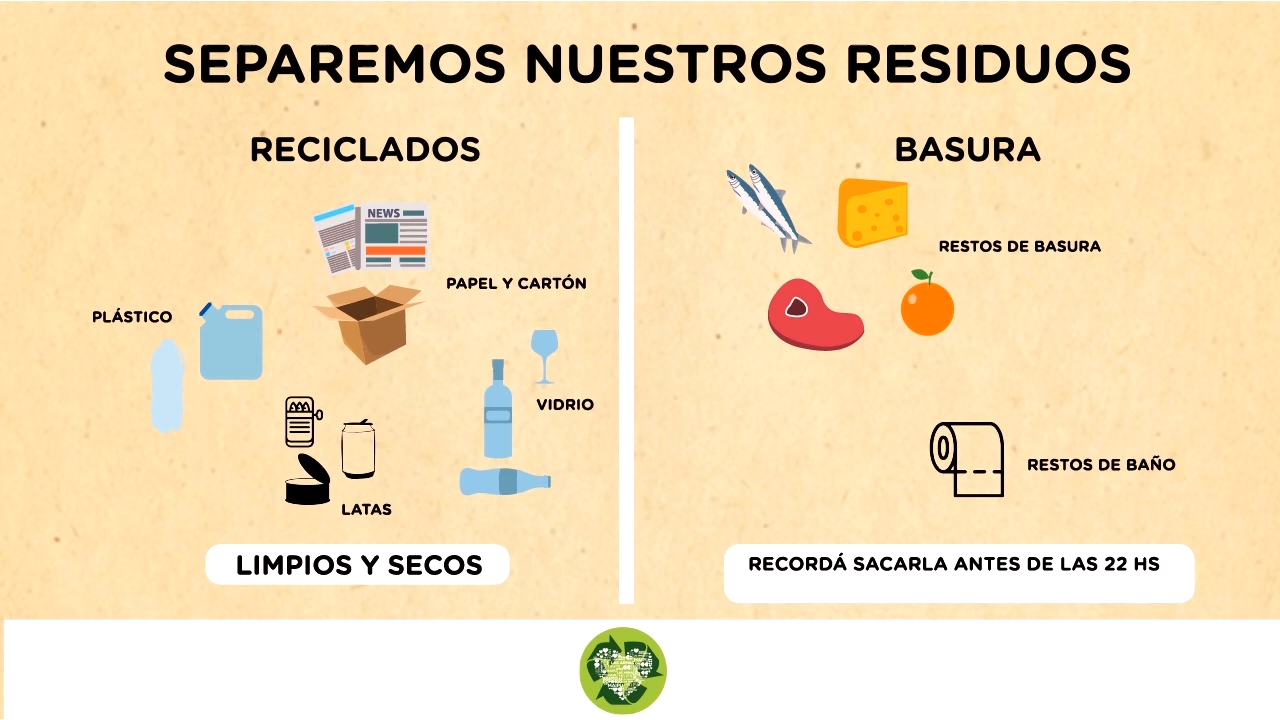 SEPAREMOS NUESTROS RESIDUOS
RECICLADOS
NEWS
PAPEL Y CARTÓN
PLÁSTICO
VIDRIO
LATAS
LIMPIOS Y SECOS
BASURA
RESTOS DE BASURA
RESTOS DE BAÑO
RECORDÁ SACARLA ANTES DE LAS 22 HS